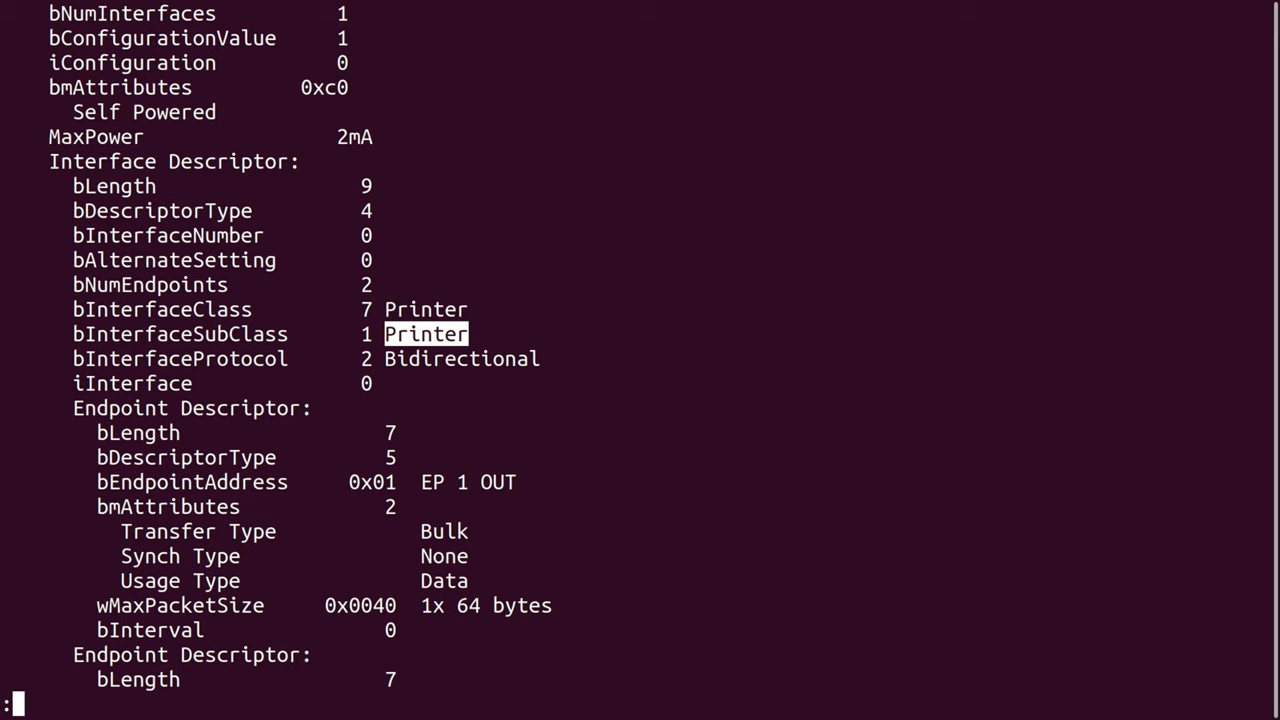 bNumInterfaces 1
bConfigurationValue 1
iConfiguration 0
bmAttributes 0xc0
Self Powered
MaxPower 2mA
Interface Descriptor:
bLength 9
bDescriptorType 4
bInterfaceNumber 0
bAlternateSetting 0
bNumEndpoints 2
bInterfaceClass 7 Printer
bInterfaceSubClass 1 Printer
bInterfaceProtocol 2 Bidirectional
iInterface 0
Endpoint Descriptor:
bLength 7
bDescriptorType 5
bEndpointAddress 0x01 EP 1 OUT
bmAttributes 2
Transfer Type Bulk
Synch Type None
Usage Type Data
wMaxPacketSize 0x0040 1x 64 bytes
bInterval 0
Endpoint Descriptor:
bLength 7
: